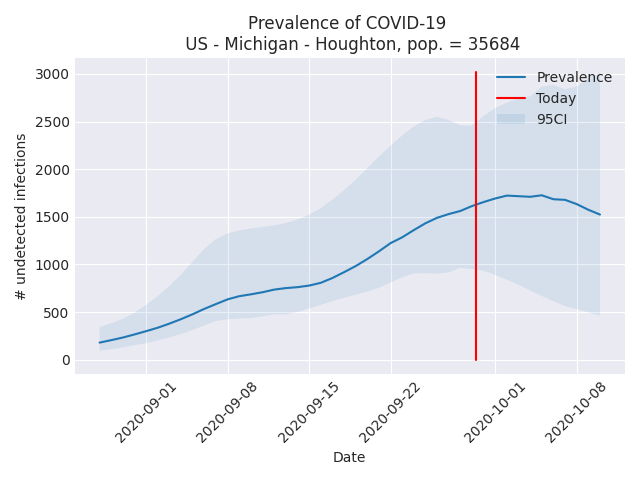 Prevalence of COVID-19
US - Michigan - Houghton, pop. = 35684
3000
2500
2000
1500
1000
500
0
# undetected infections
Prevalence
Today
95CI
2020-09-01
2020-09-08
2020-09-15
2020-09-22
2020-10-01
2020-10-08
Date